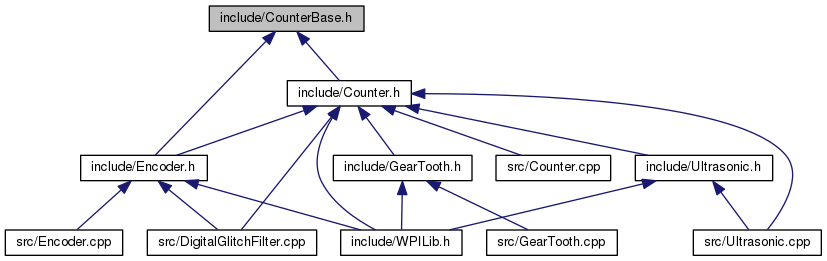 include/CounterBase.h
include/Counter.h
include/Encoder.h
include/GearTooth.h
src/Counter.cpp
include/Ultrasonic.h
src/Encoder.cpp
src/DigitalGlitchFilter.cpp
include/WPILib.h
src/GearTooth.cpp
src/Ultrasonic.cpp